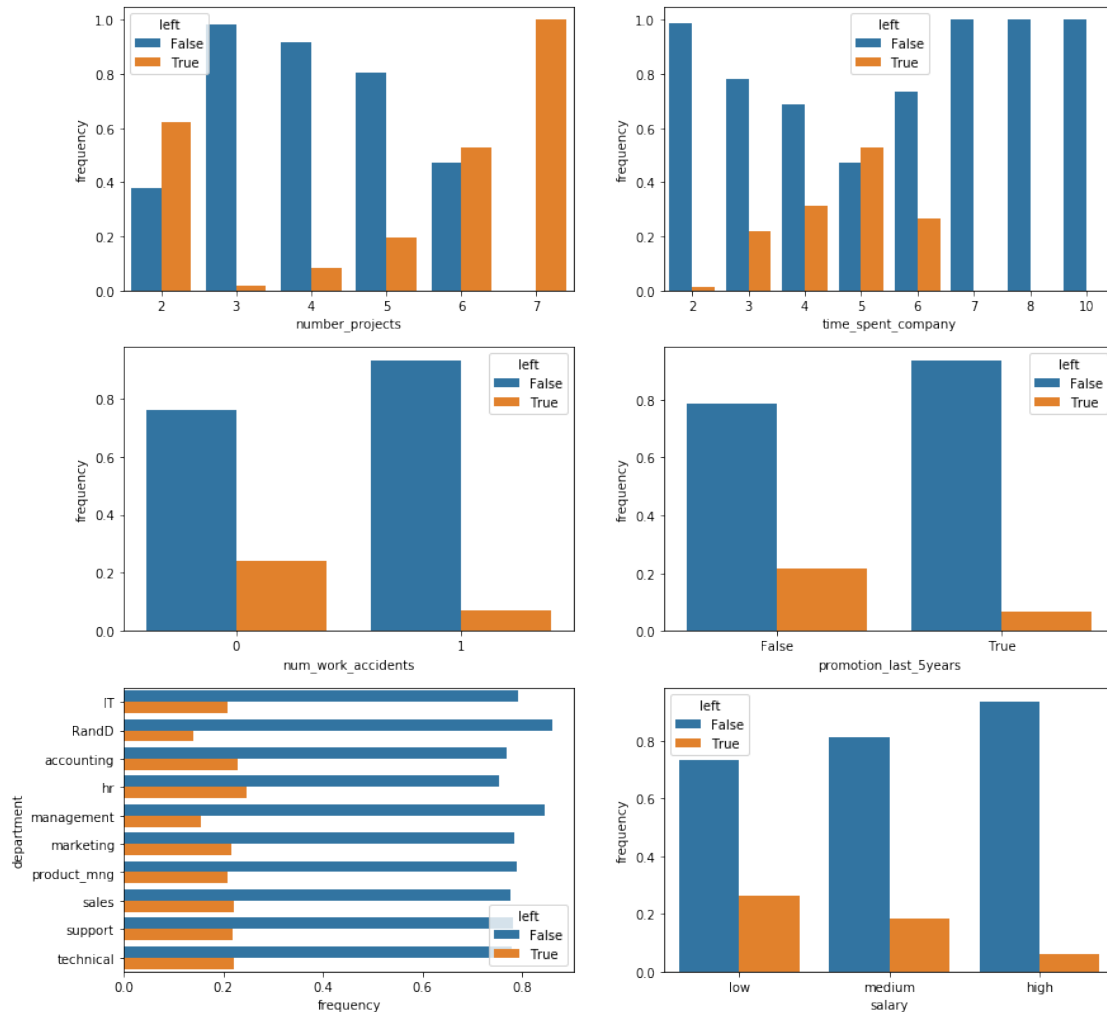 left
False
True
1.0
0.8
0.6
0.4
0.2
0.0
frequency
2 3 4 5 6 7
number_projects
left
False
True
1.0
0.8
0.6
0.4
0.2
0.0
frequency
2 3 4 5 6 7 8 10
time_spent_company
left
False
True
0.8
0.6
0.4
0.2
0.0
frequency
0 1
num_work_accidents
left
False
True
0.8
0.6
0.4
0.2
0.0
frequency
False True
promotion_last_5years
IT
RandD
accounting
hr
management
marketing
product_mng
sales
support
technical
department
left
False
True
0.0 0.2 0.4 0.6 0.8
frequency
left
False
True
0.8
0.6
0.4
0.2
0.0
frequency
low medium high
salary